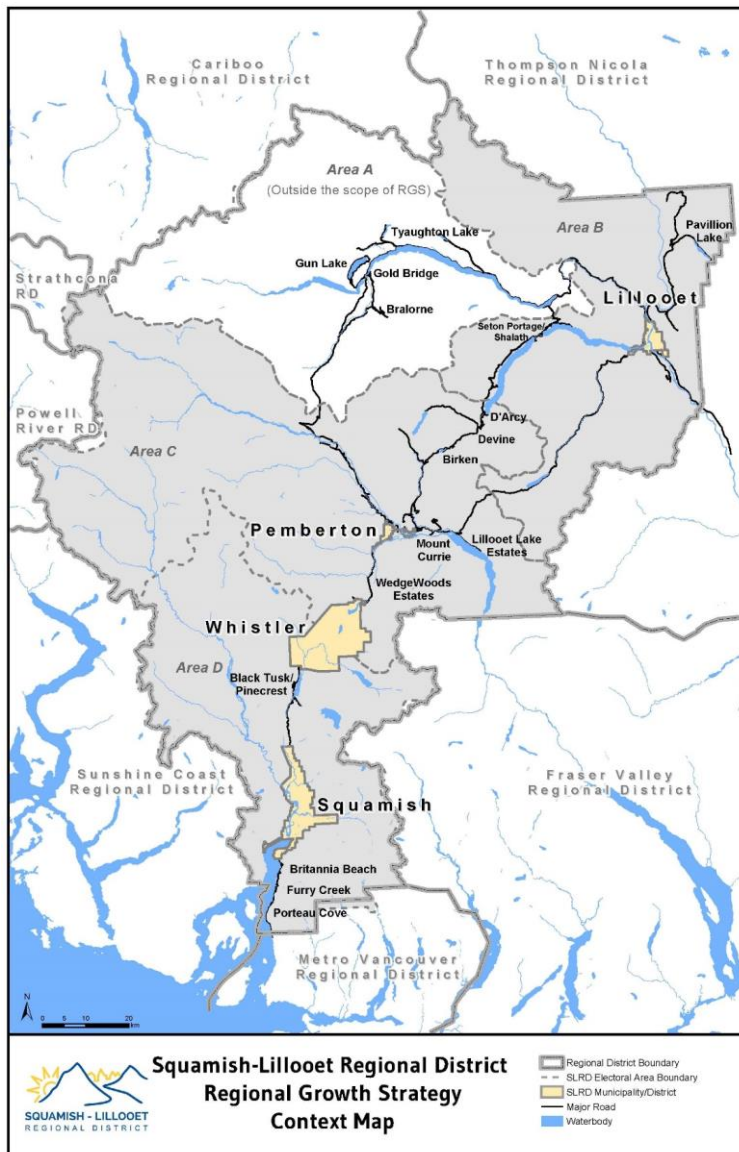 Cariboo
Regional District
Thompson Nicola
Regional District
Area A
(Outside the scope of RGS)
Area B
Tyaughton Lake
Pavillion
Lake
Gun Lake
Gold Bridge
Strathcona
RD
Lillooet
Bralorne
Seton Portage/
Shalath
Powell
River RD
D'Arcy
Devine
Area C
Birken
Pemberton
Mount
Currie
Lillooet Lake
Estates
WedgeWoods
Estates
Whistler
Area D
Black Tusk/
Pinecrest
Sunshine Coast
Regional District
Fraser Valley
Regional District
Squamish
Britannia Beach
Furry Creek
Porteau Cove
Metro Vancouver
Regional District
N
0 5 10 20
km
SQUAMISH - LILLOOET
REGIONAL DISTRICT
Squamish-Lillooet Regional District
Regional Growth Strategy
Context Map
Regional District Boundary
SLRD Electoral Area Boundary
SLRD Municipality/District
Major Road
Waterbody